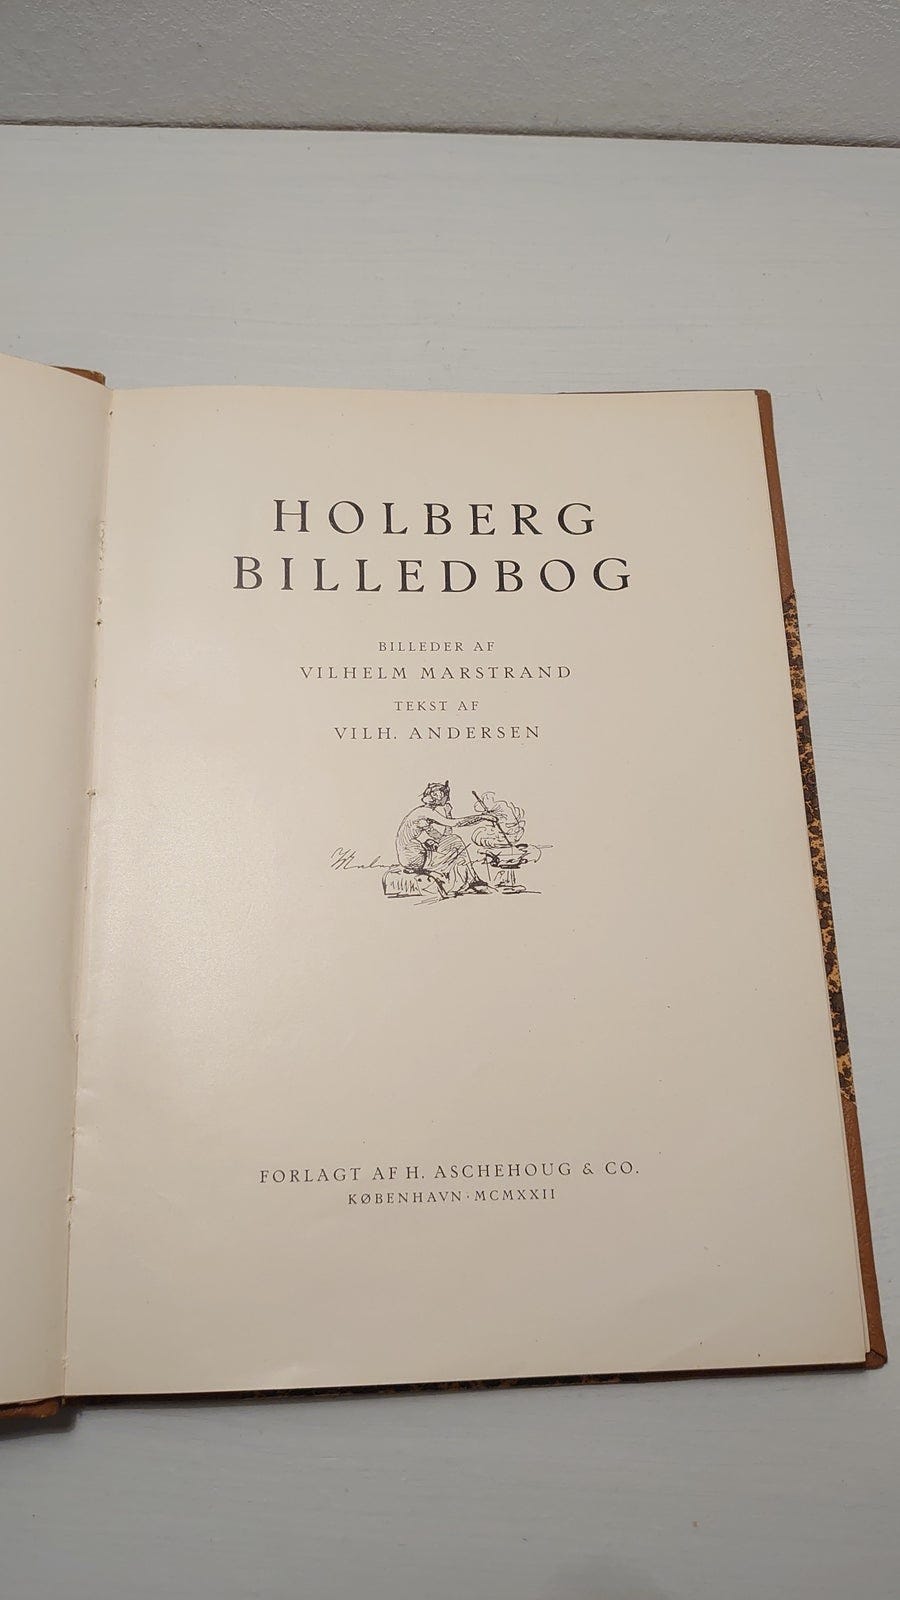 HOLBERG
BILLEDBOG
BILLEDER AF
VILHELM MARSTRAND
TEKST AF
VILH. ANDERSEN
FORLAGT AF H. ASCHEHOUG & CO.
KØBENHAVN · MCMXXII